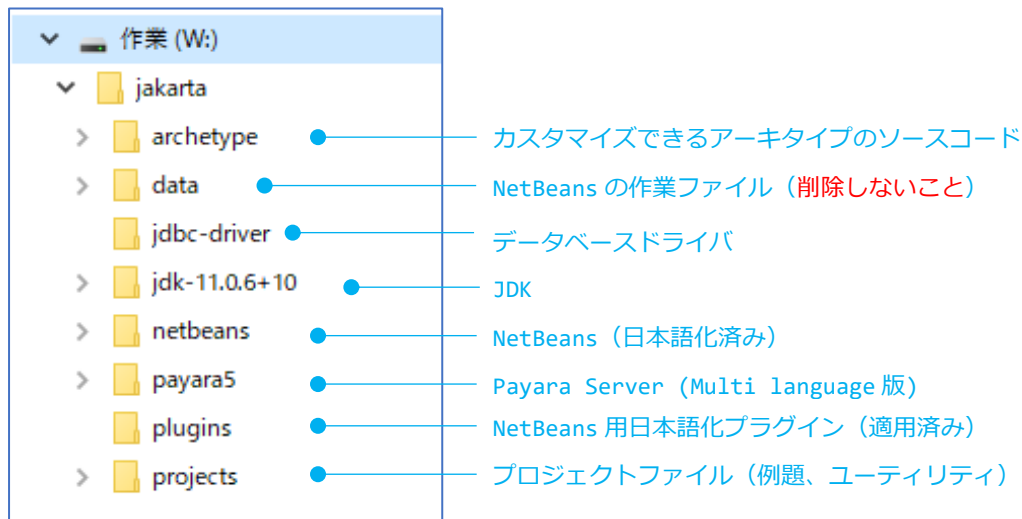 作業 (W:)
jakarta
archetype カスタマイズできるアーキタイプのソースコード
data NetBeans の作業ファイル（削除しないこと）
jdbc-driver データベースドライバ
jdk-11.0.6+10 JDK
netbeans NetBeans（日本語化済み）
payara5 Payara Server (Multi language 版)
plugins NetBeans 用日本語化プラグイン（適用済み）
projects プロジェクトファイル（例題、ユーティリティ）